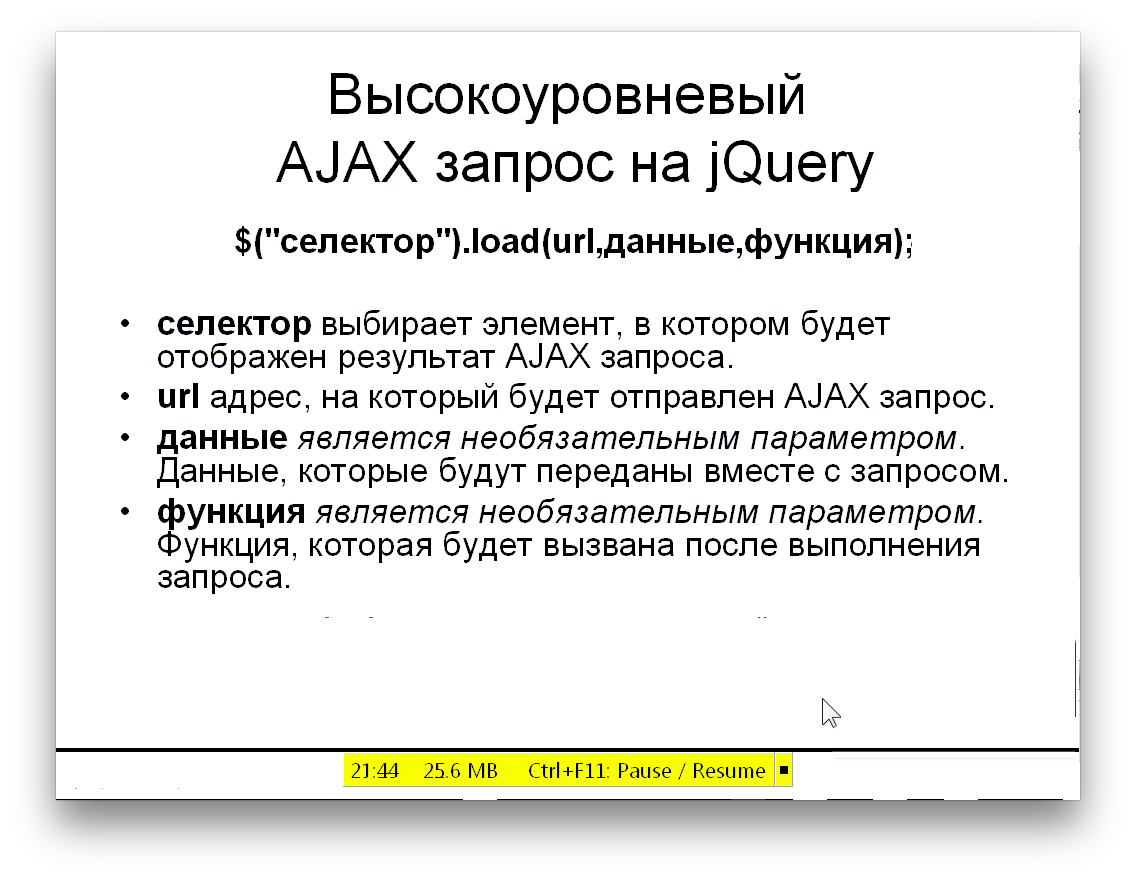 Высокоуровневый
AJAX запрос на jQuery
$("селектор").load(url,данные,функция);
• селектор выбирает элемент, в котором будет
отображен результат AJAX запроса.
• url адрес, на который будет отправлен AJAX запрос.
• данные является необязательным параметром.
Данные, которые будут переданы вместе с запросом.
• функция является необязательным параметром.
Функция, которая будет вызвана после выполнения
запроса.
21:44 25.6 MB Ctrl+F11: Pause / Resume